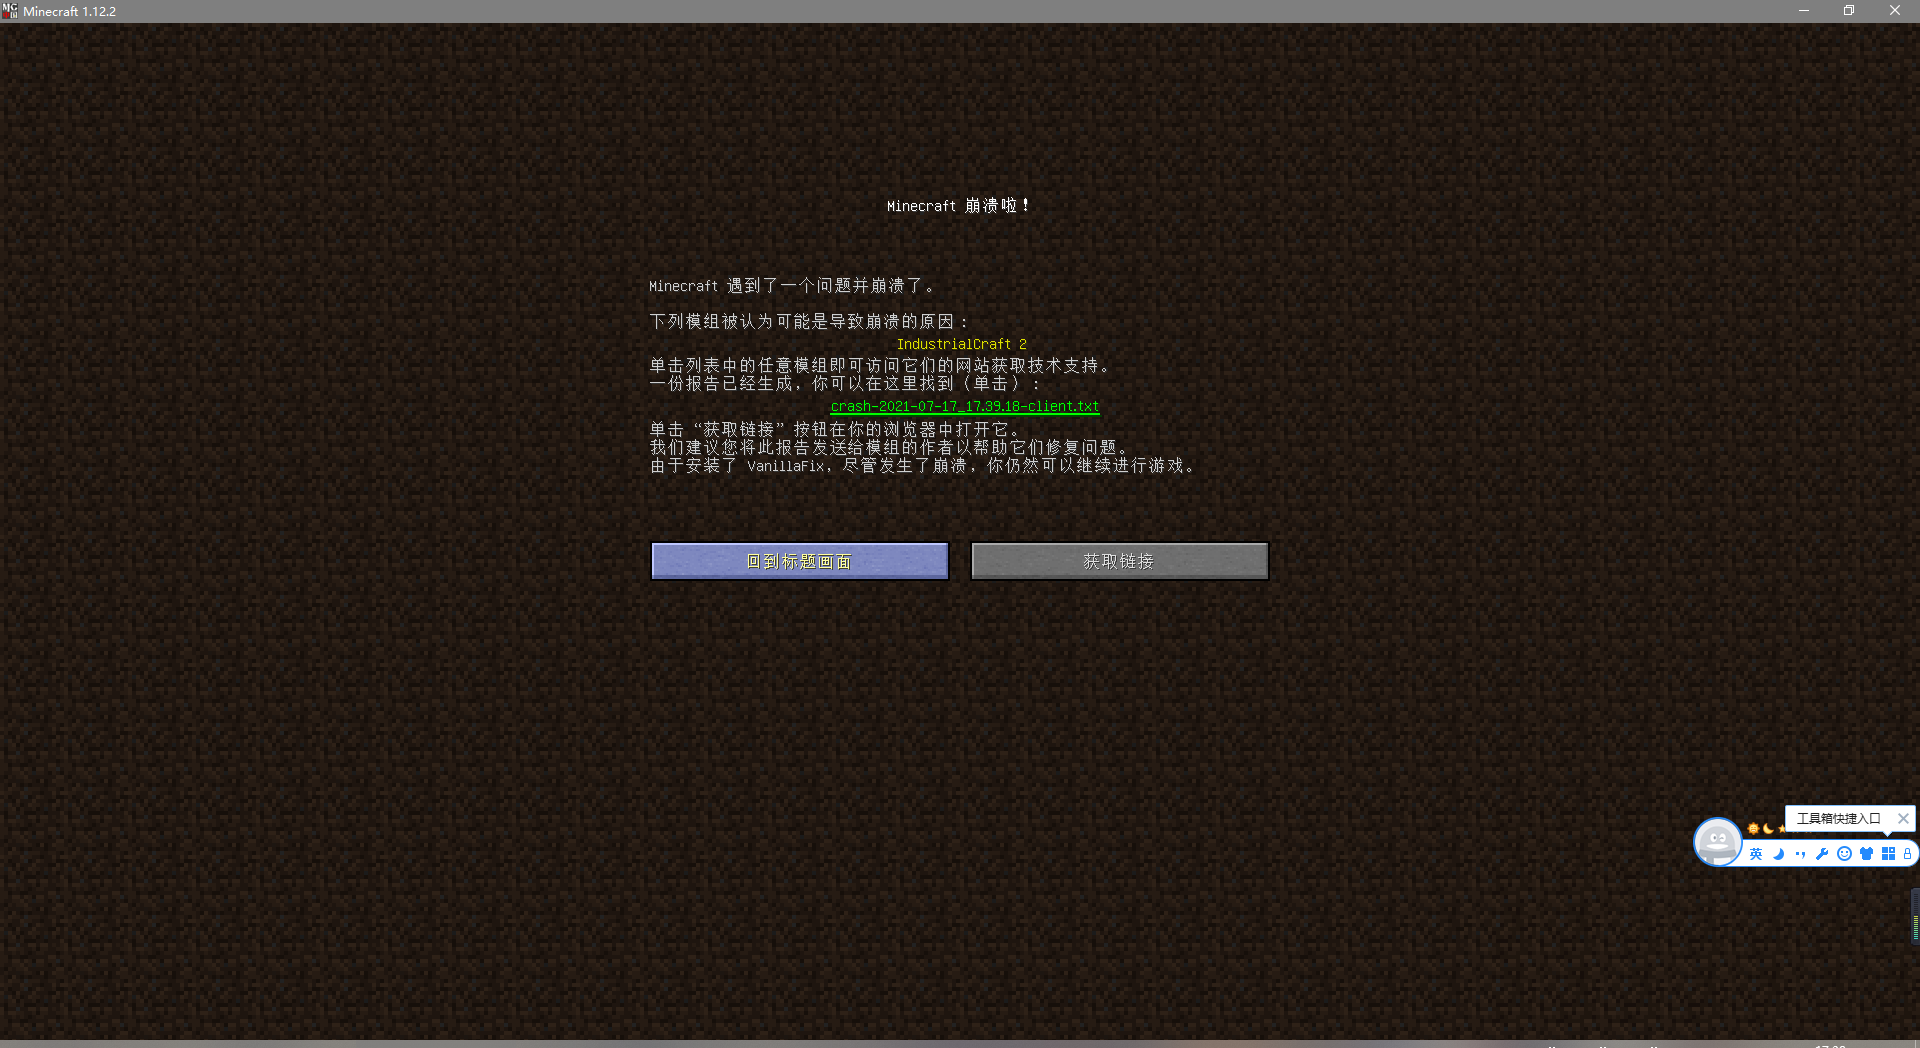 Minecraft 1.12.2
Minecraft 崩溃啦！
Minecraft 遇到了一个问题并崩溃了。
下列模组被认为可能是导致崩溃的原因：
IndustrialCraft 2
单击列表中的任意模组即可访问它们的网站获取技术支持。
一份报告已经生成，你可以在这里找到（单击）：
crash-2021-07-17_17.39.18-client.txt
单击 “获取链接” 按钮在你的浏览器中打开它。
我们建议您将此报告发送给模组的作者以帮助它们修复问题。
由于安装了 VanillaFix，尽管发生了崩溃，你仍然可以继续进行游戏。
回到标题画面
获取链接
工具箱快捷入口
英